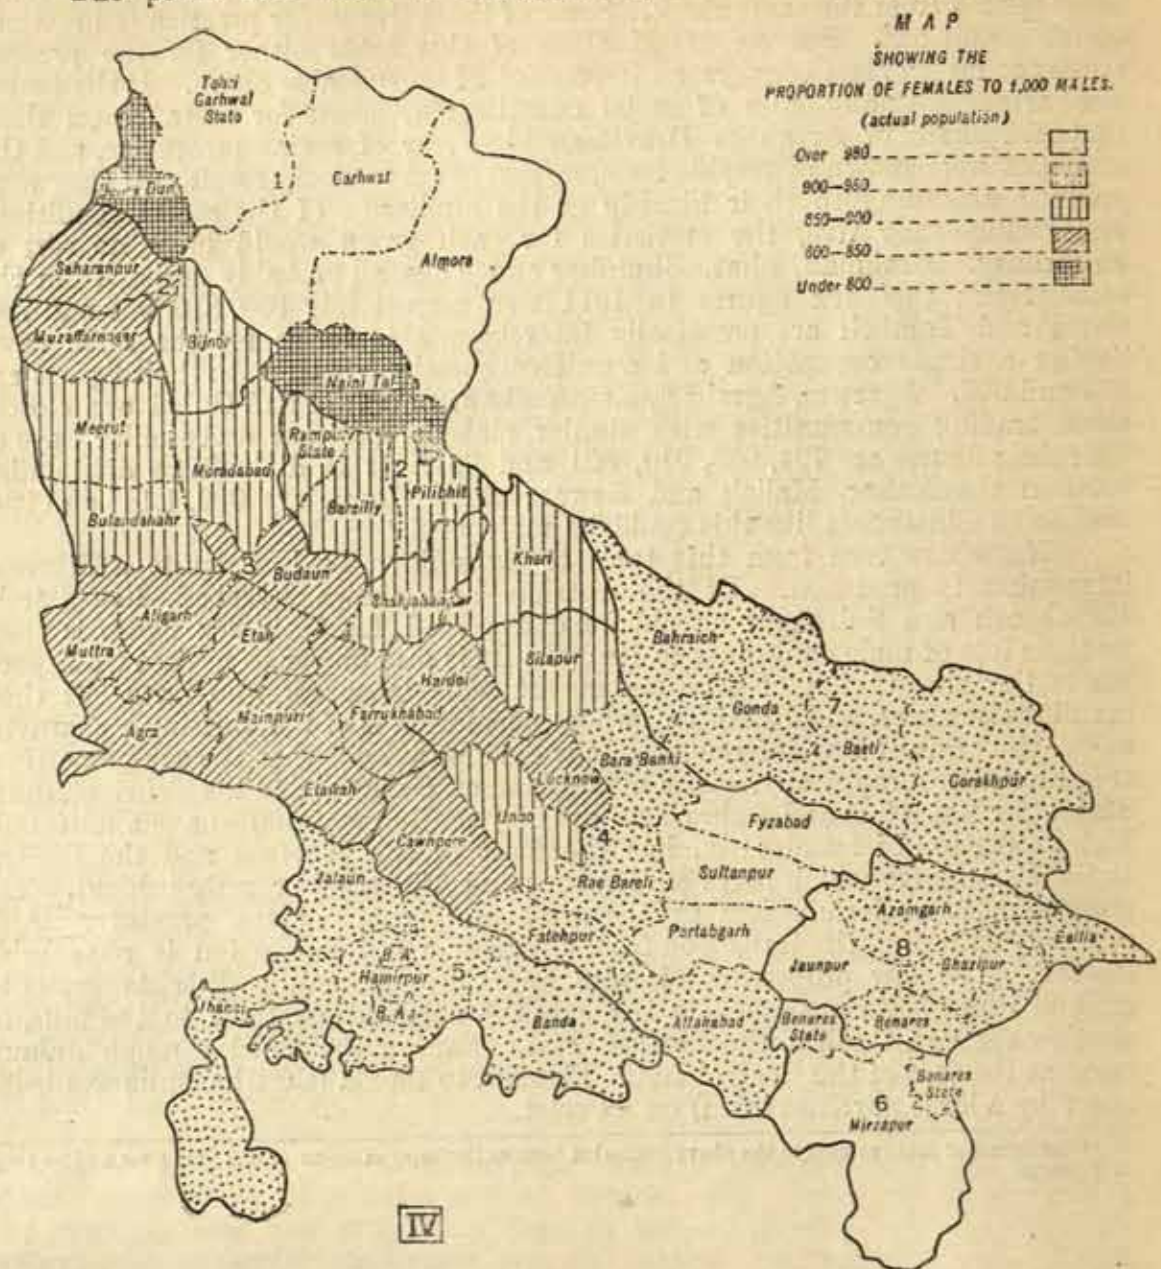 MAP
SHOWING THE
PROPORTION OF FEMALES TO 1,000 MALES.
(actual population)
Over 980
900-950
850-900
800-850
Under 800
Tehri
Garhwal
State
1
Garhwal
Almora
Dun
Saharanpur
2
Muzaffarnagar
Bijnor
Naini Tal
Meerut
Moradabad
Rampur
State
2
Bareilly
Pilibhit
Bulandshahr
3
Budaun
Kheri
Shahjahanpur
Aligarh
Etah
Muttra
Sitapur
Bahraich
Hardoi
Gonda
7
Mainpuri
Farrukhabad
Agra
Basti
Bara Banki
Gorakhpur
Lucknow
Etawah
Unao
Fyzabad
4
Cawnpore
Sultanpur
Jalaun
Rae Bareli
Azamgarh
Fatehpur
Partabgarh
Ballia
B.A.
8
Ghazipur
Jaunpur
Hamirpur
5
Jhansi
B.A.
Banda
Allahabad
Benares
State
Benares
Benares
State
2
6
Mirzapur
IV